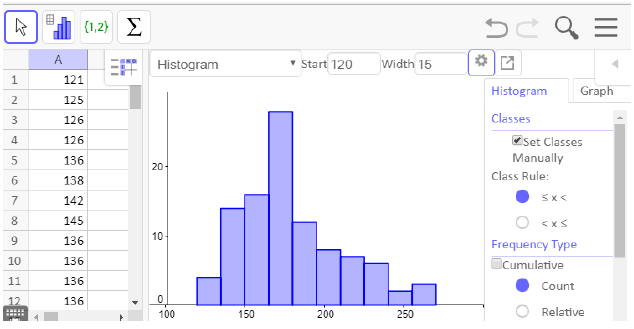 {1,2} Σ
A
Histogram Start 120 Width 15
1 121
2 125
3 126
4 126
5 136
6 138
7 142
8 145
9 136
10 136
11 136
12 136
20
10
0
100 150 200 250
Histogram Graph
Classes
Set Classes
Manually
Class Rule:
≤ x <
< x ≤
Frequency Type
Cumulative
Count
Relative